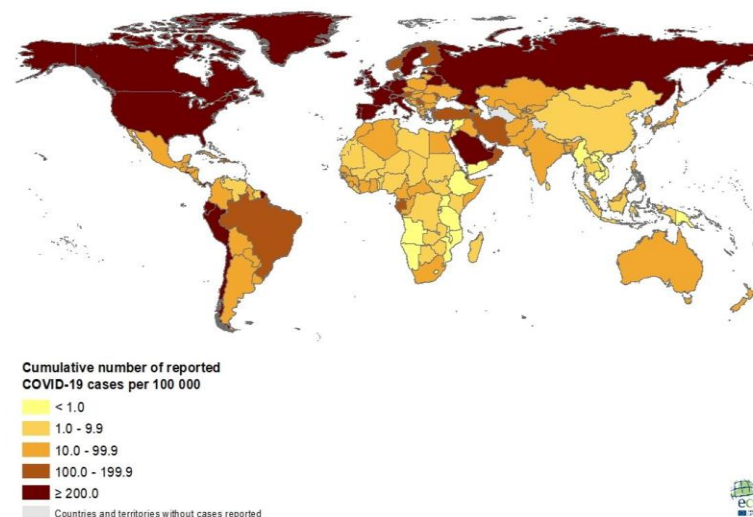 Cumulative number of reported
COVID-19 cases per 100 000
< 1.0
1.0 - 9.9
10.0 - 99.9
100.0 - 199.9
≥ 200.0
Countries and territories without cases reported